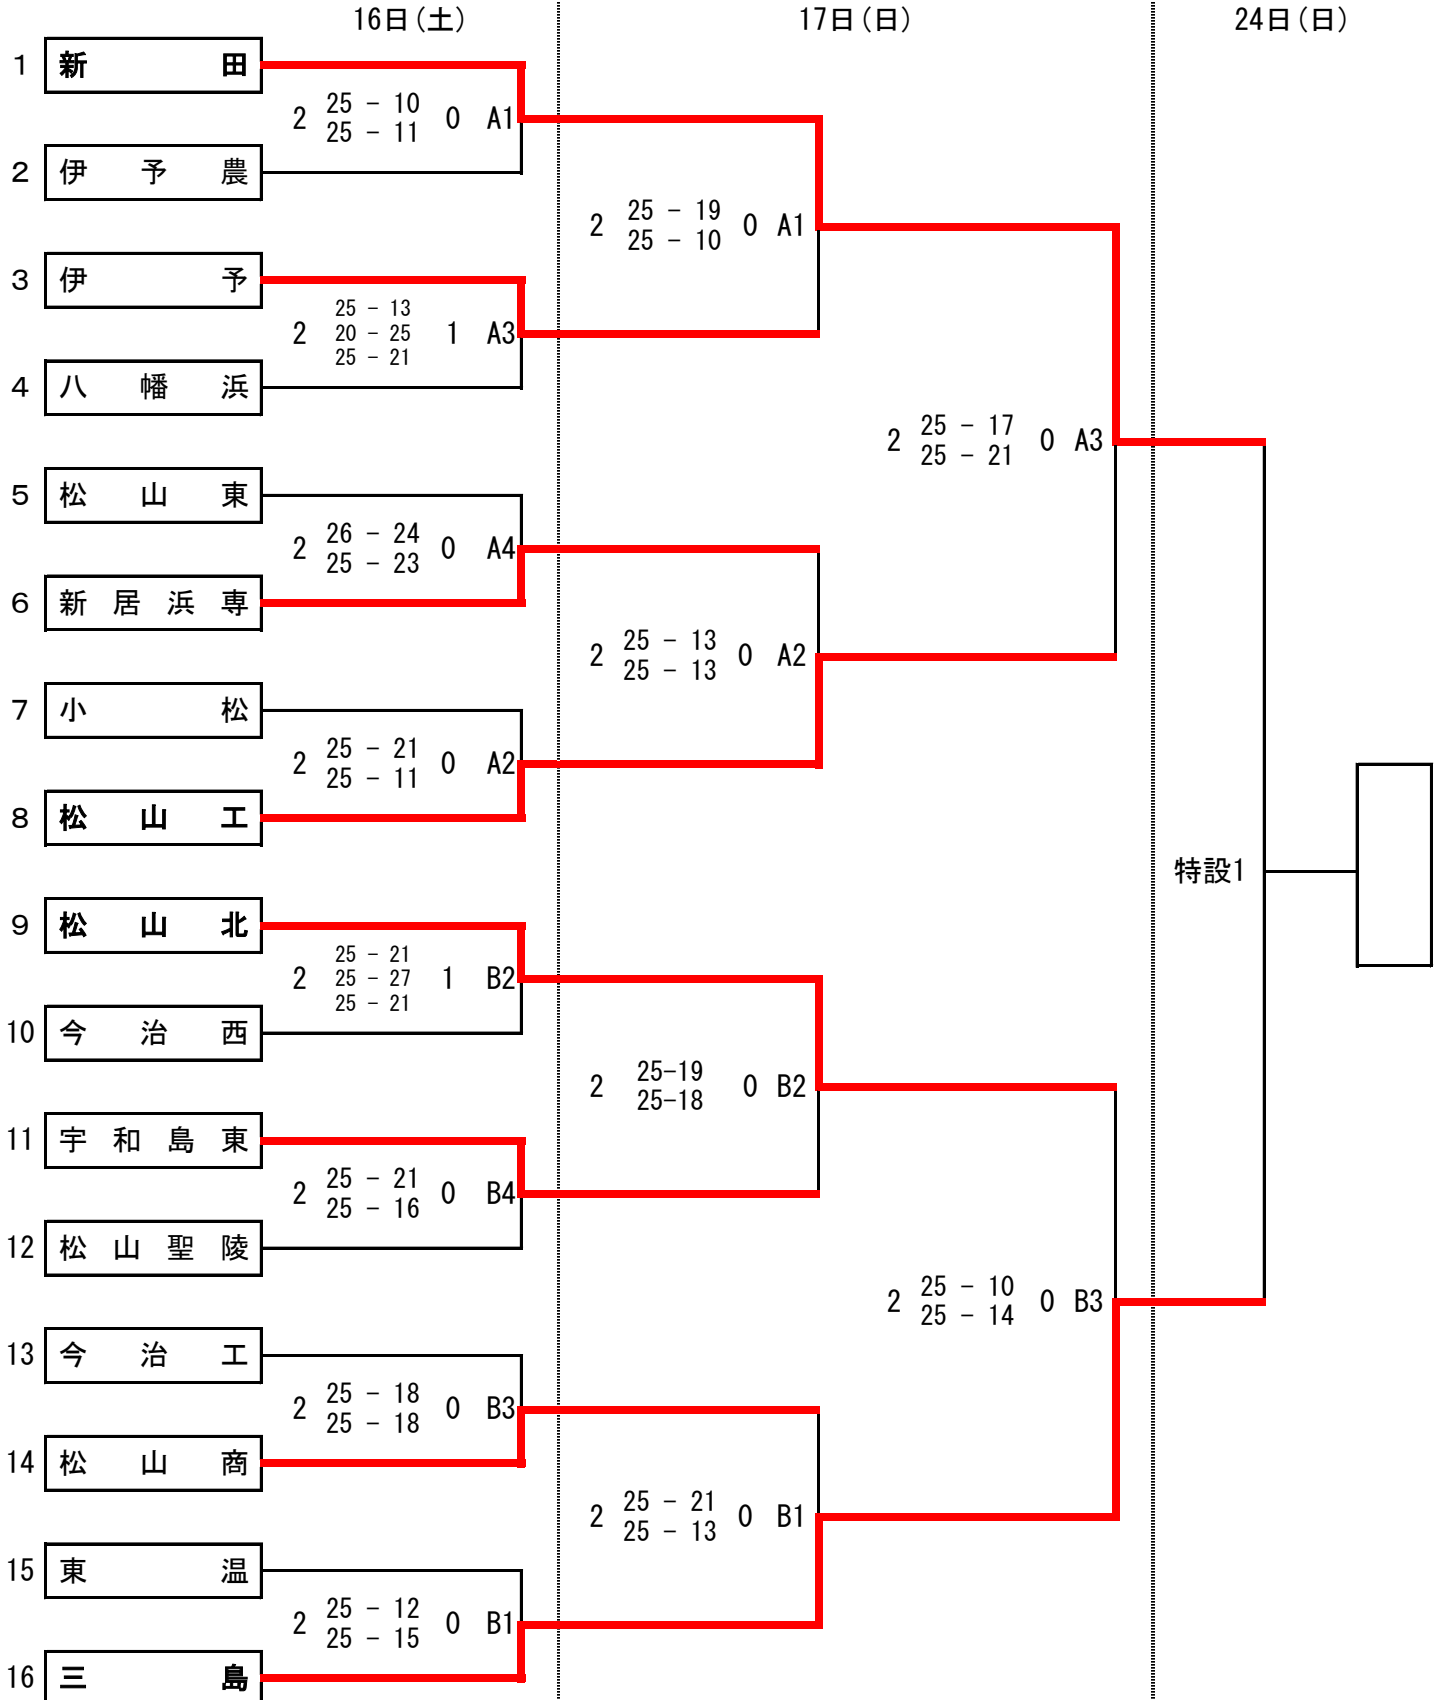 16日(土) 17日(日) 24日(日)
1 新田
2 25 - 10 0 A1
25 - 11
2 伊予農
2 25 - 19 0 A1
25 - 10
3 伊予
25 - 13
2 20 - 25 1 A3
25 - 21
4 八幡浜
2 25 - 17 0 A3
25 - 21
5 松山東
2 26 - 24 0 A4
25 - 23
6 新居浜専
2 25 - 13 0 A2
25 - 13
7 小松
2 25 - 21 0 A2
25 - 11
8 松山工
特設1
9 松山北
25 - 21
2 25 - 27 1 B2
25 - 21
10 今治西
2 25-19 0 B2
25-18
11 宇和島東
2 25 - 21 0 B4
25 - 16
12 松山聖陵
2 25 - 10 0 B3
25 - 14
13 今治工
2 25 - 18 0 B3
25 - 18
14 松山商
2 25 - 21 0 B1
25 - 13
15 東温
2 25 - 12 0 B1
25 - 15
16 三島